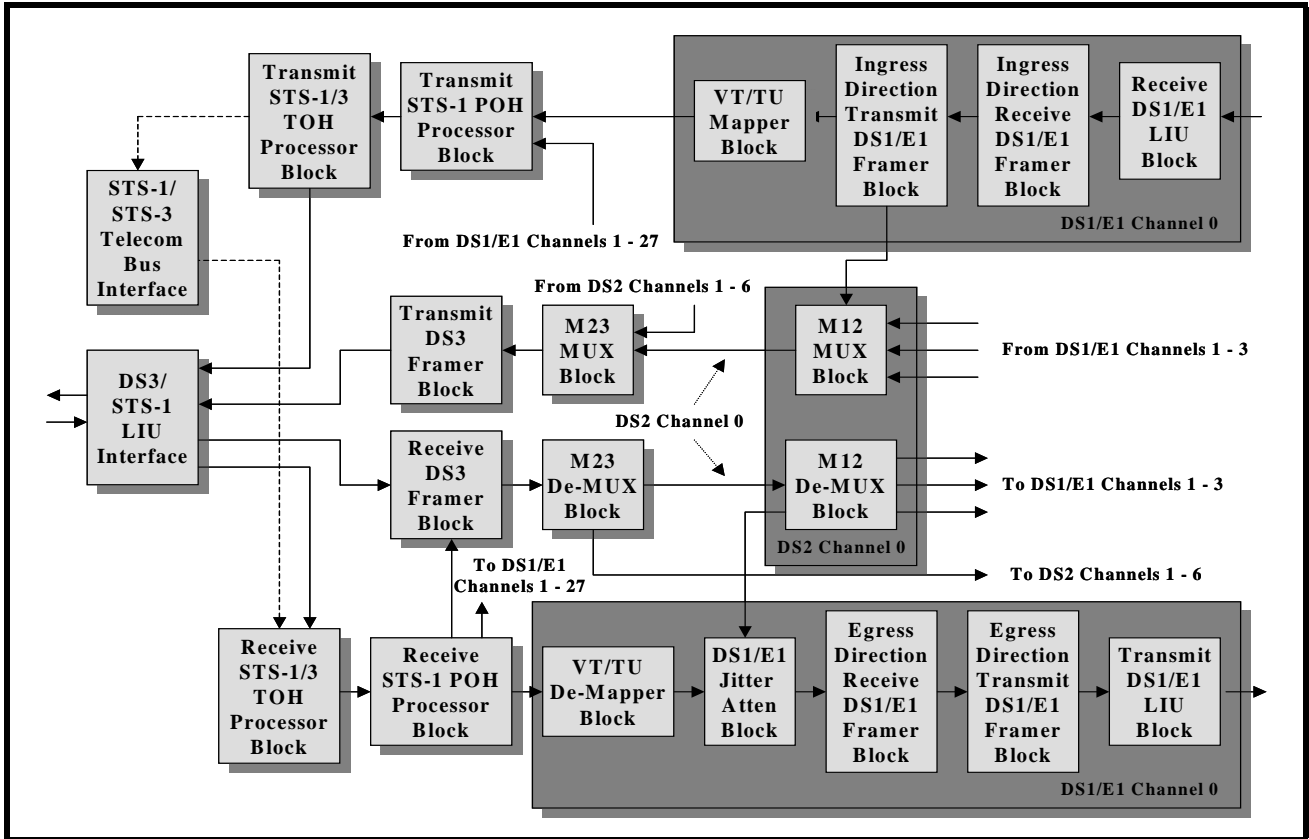 Transmit
STS-1/3
TOH
Processor
Block
Transmit
STS-1 POH
Processor
Block
VT/TU
Mapper
Block
Ingress
Direction
Transmit
DS1/E1
Framer
Block
Ingress
Direction
Receive
DS1/E1
Framer
Block
Receive
DS1/E1
LIU
Block
DS1/E1 Channel 0
STS-1/
STS-3
Telecom
Bus
Interface
From DS1/E1 Channels 1 - 27
From DS2 Channels 1 - 6
Transmit
DS3
Framer
Block
M23
MUX
Block
M12
MUX
Block
From DS1/E1 Channels 1 - 3
DS3/
STS-1
LIU
Interface
DS2 Channel 0
Receive
DS3
Framer
Block
M23
De-MUX
Block
M12
De-MUX
Block
To DS1/E1 Channels 1 - 3
DS2 Channel 0
To DS1/E1
Channels 1 - 27
To DS2 Channels 1 - 6
Receive
STS-1/3
TOH
Processor
Block
Receive
STS-1 POH
Processor
Block
VT/TU
De-Mapper
Block
DS1/E1
Jitter
Atten
Block
Egress
Direction
Receive
DS1/E1
Framer
Block
Egress
Direction
Transmit
DS1/E1
Framer
Block
Transmit
DS1/E1
LIU
Block
DS1/E1 Channel 0